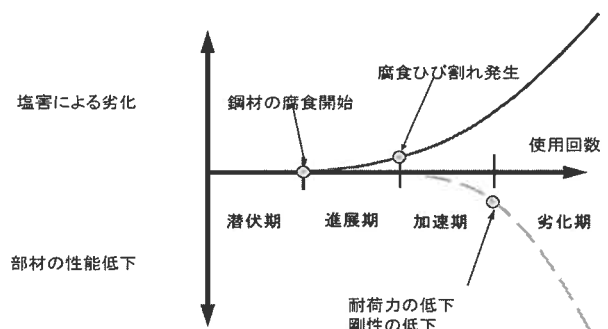 腐食ひび割れ発生
塩害による劣化
鋼材の腐食開始
使用回数
潜伏期
進展期
加速期
劣化期
部材の性能低下
耐荷力の低下
剛性の低下